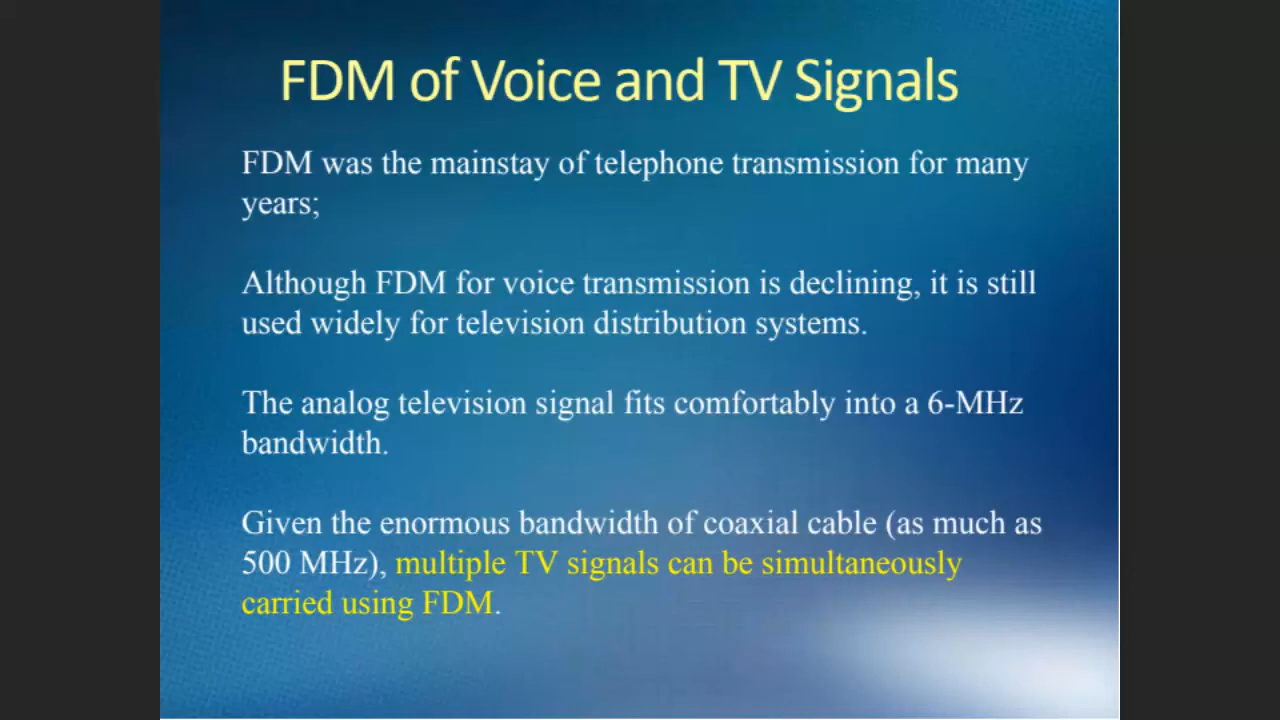 FDM of Voice and TV Signals
FDM was the mainstay of telephone transmission for many
years;
Although FDM for voice transmission is declining, it is still
used widely for television distribution systems.
The analog television signal fits comfortably into a 6-MHz
bandwidth.
Given the enormous bandwidth of coaxial cable (as much as
500 MHz), multiple TV signals can be simultaneously
carried using FDM.